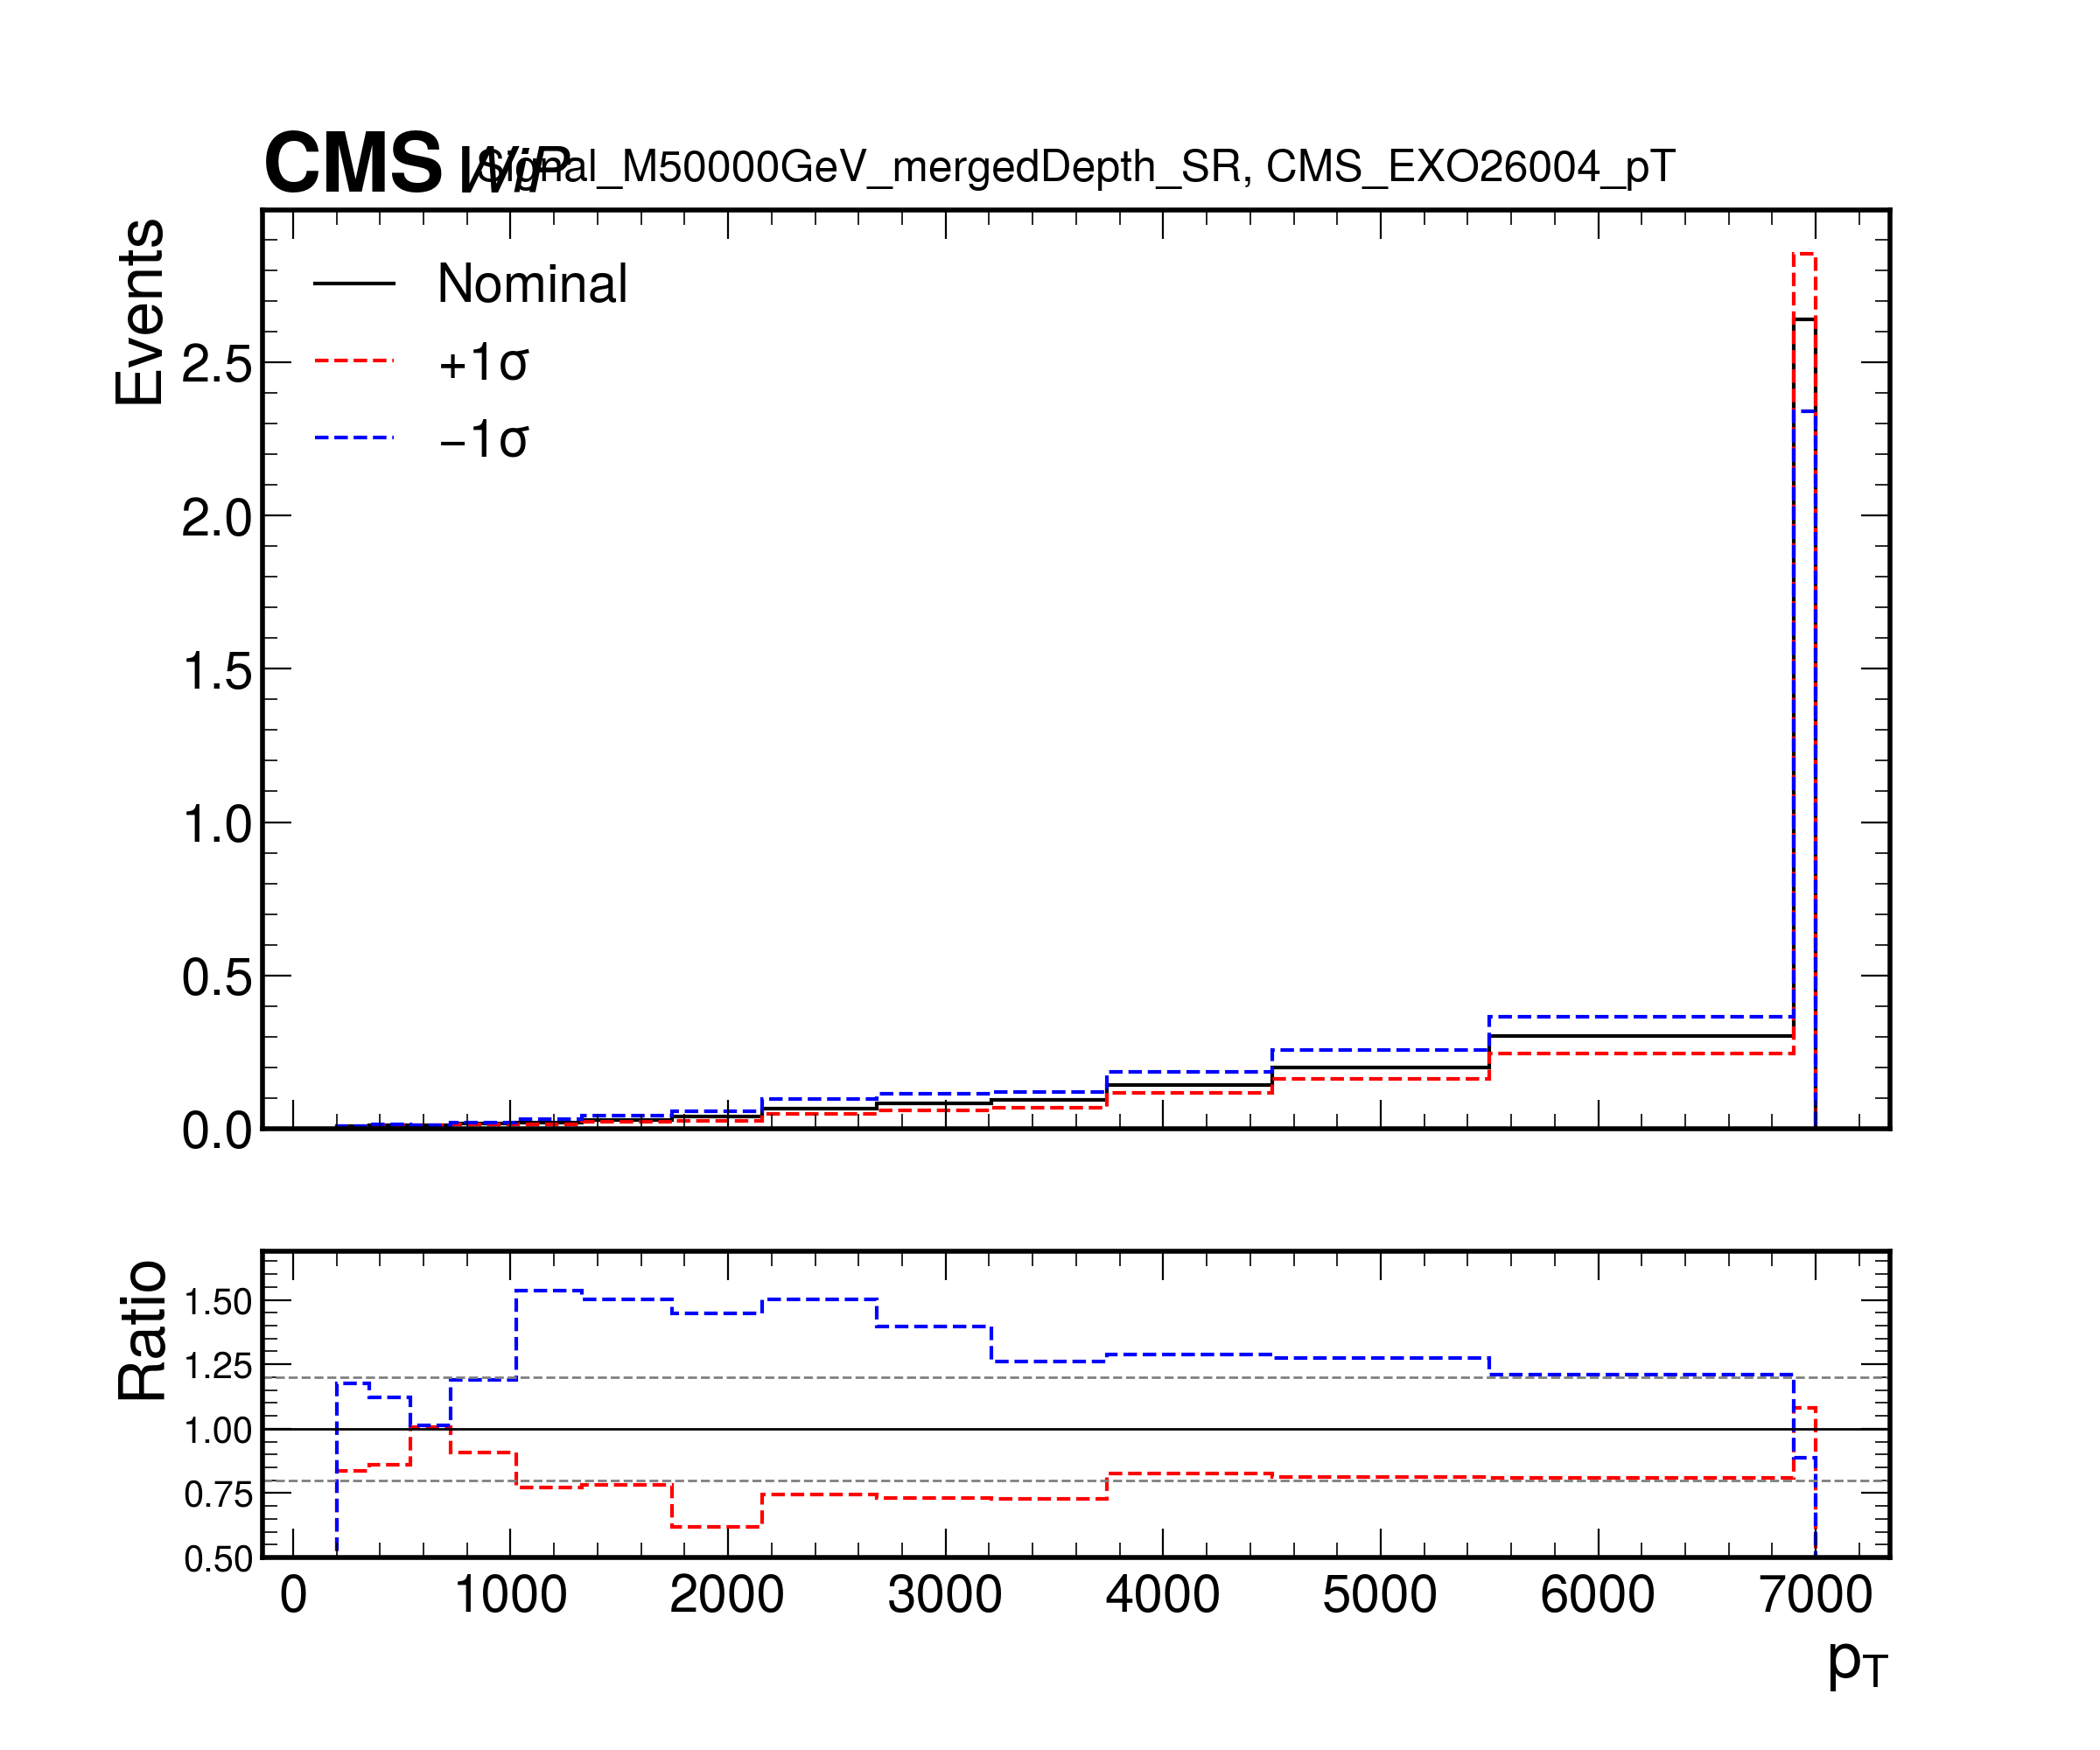 CMS WiP Signal_M50000GeV_mergedDepth_SR, CMS_EXO26004_pT
Events
Nominal
+1σ
−1σ
2.5
2.0
1.5
1.0
0.5
0.0
Ratio
1.50
1.25
1.00
0.75
0.50
0 1000 2000 3000 4000 5000 6000 7000
pT